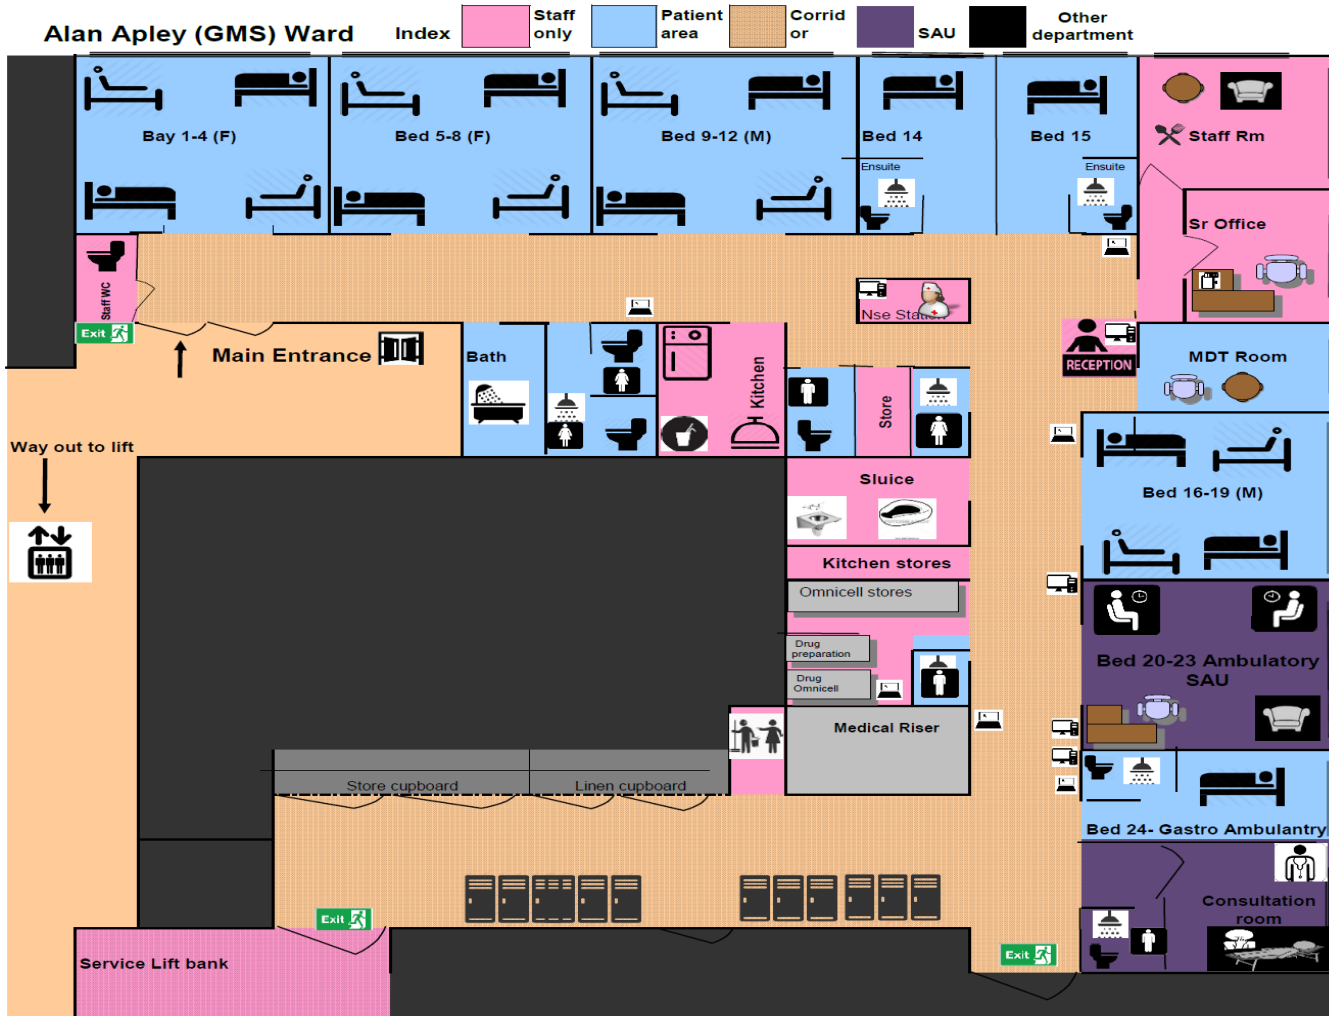 Alan Apley (GMS) Ward
Index
Staff
only
Patient
area
Corrid
or
SAU
Other
department
Bay 1-4 (F)
Bed 5-8 (F)
Bed 9-12 (M)
Bed 14
Bed 15
Ensuite
Ensuite
Staff Rm
Sr Office
Staff WC
Exit
Main Entrance
Nse Station
RECEPTION
MDT Room
Bath
Kitchen
Store
Way out to lift
Bed 16-19 (M)
Sluice
Kitchen stores
Omnicell stores
Drug
preparation
Drug
Omnicell
Bed 20-23 Ambulatory
SAU
Medical Riser
Store cupboard
Linen cupboard
Bed 24- Gastro Ambulantry
Consultation
room
Exit
Exit
Service Lift bank